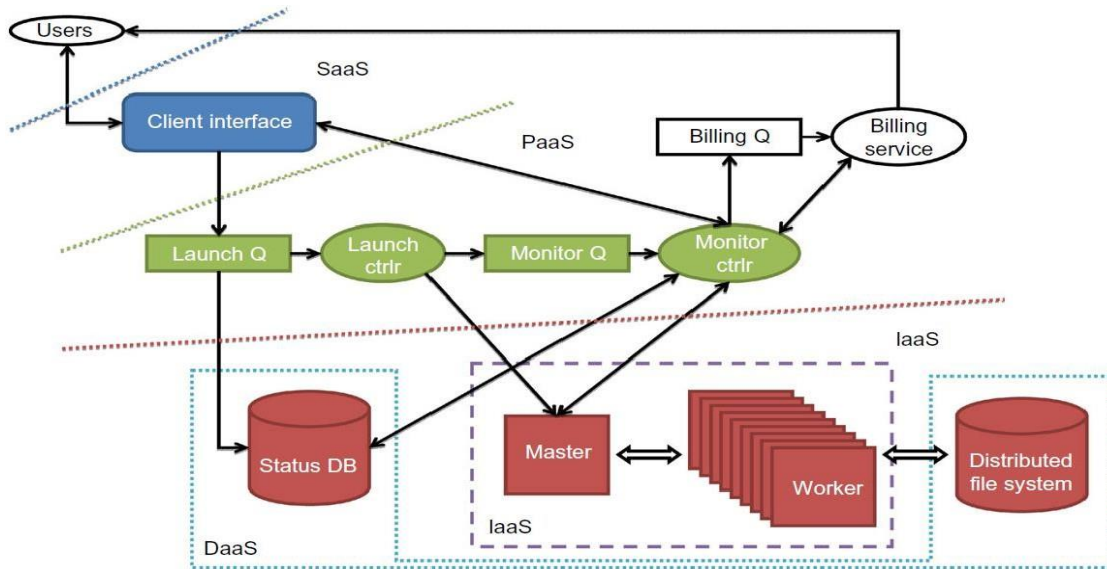 Users
SaaS
Client interface
PaaS
Billing Q
Billing
service
Launch Q
Launch
ctrlr
Monitor Q
Monitor
ctrlr
IaaS
Status DB
Master
Worker
Distributed
file system
DaaS
IaaS